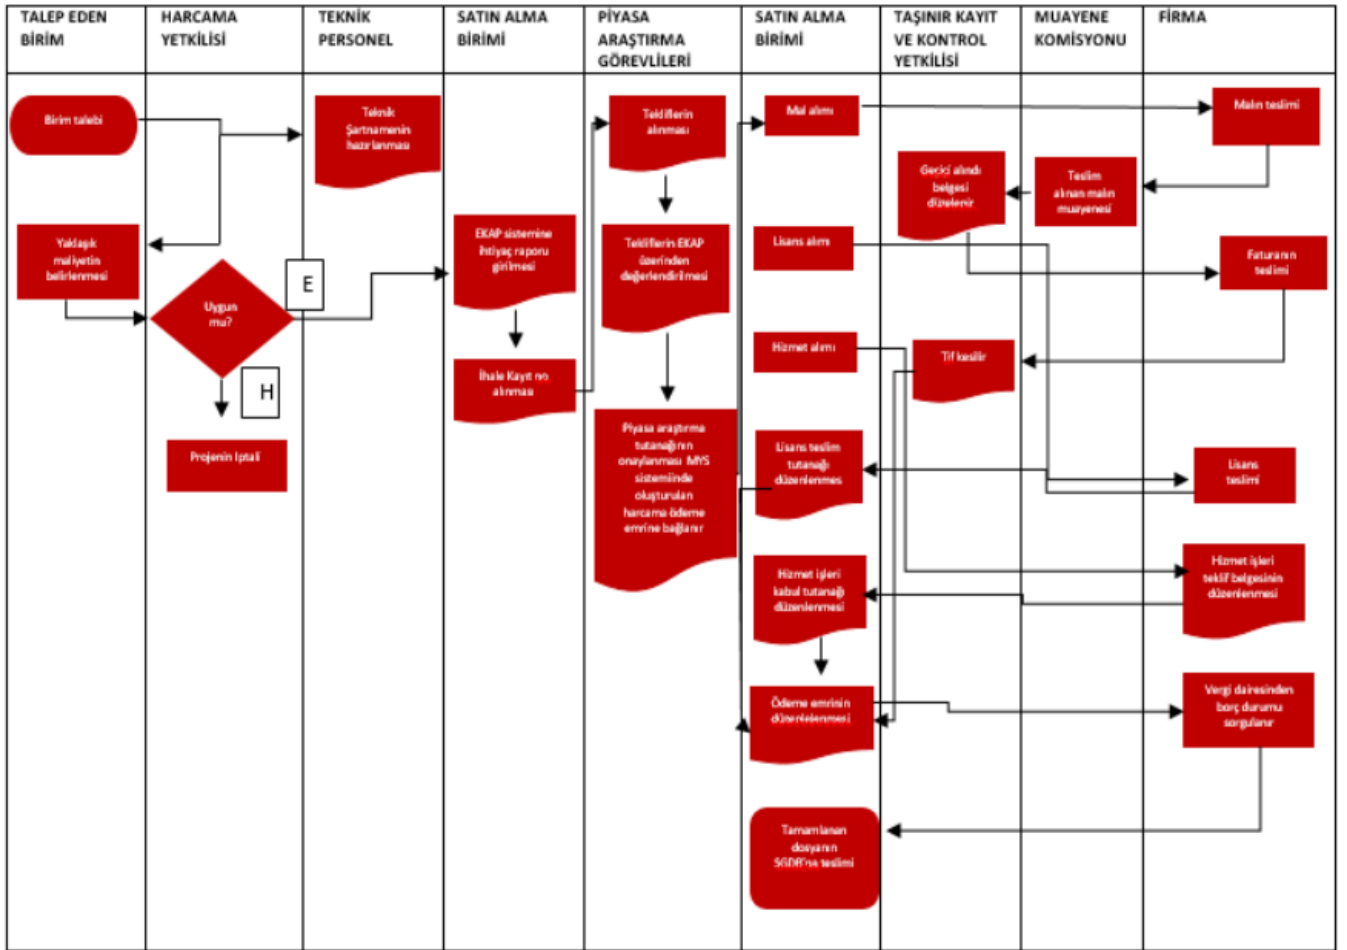 TALEP EDEN
BİRİM
HARCAMA
YETKİLİSİ
TEKNİK
PERSONEL
SATIN ALMA
BİRİMİ
PİYASA
ARAŞTIRMA
GÖREVLİLERİ
SATIN ALMA
BİRİMİ
TAŞINIR KAYIT
VE KONTROL
YETKİLİSİ
MUAYENE
KOMİSYONU
FİRMA
Birim talebi
Yaklaşık
maliyetin
belirlenmesi
Uygun
mu?
E
H
Projenin İptali
Teknik
Şartnamenin
hazırlanması
EKAP sistemine
ihtiyaç raporu
girilmesi
İhale Kayıt no
alınması
Tekliflerin
alınması
Tekliflerin EKAP
üzerinden
değerlendirilmesi
Piyasa araştırma
tutanağının
onaylanması MYS
sistemiinde
oluşturulan
harcama ödeme
emrine bağlanır
Mal alımı
Lisans alımı
Hizmet alımı
Lisans teslim
tutanağı
düzenlenmes
Hizmet işleri
kabul tutanağı
düzenlenmesi
Ödeme emrinin
düzenlelenmesi
Tamamlanan
dosyanın
SGDB'na teslimi
Geçici alındı
belgesi
düzelenir
Tif kesilir
Teslim
alınan malın
muayenesi
Malın teslimi
Faturanın
teslimi
Lisans
teslimi
Hizmet işleri
teklif belgesinin
düzenlenmesi
Vergi dairesinden
borç durumu
sorgulanır